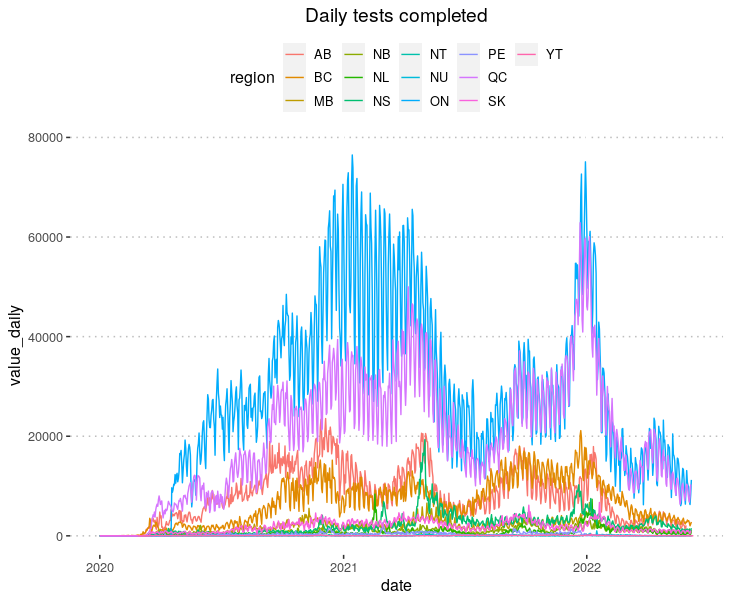 Daily tests completed
AB NB NT PE YT
region BC NL NU QC
MB NS ON SK
80000
60000
40000
20000
0
value_daily
2020 2021 2022
date